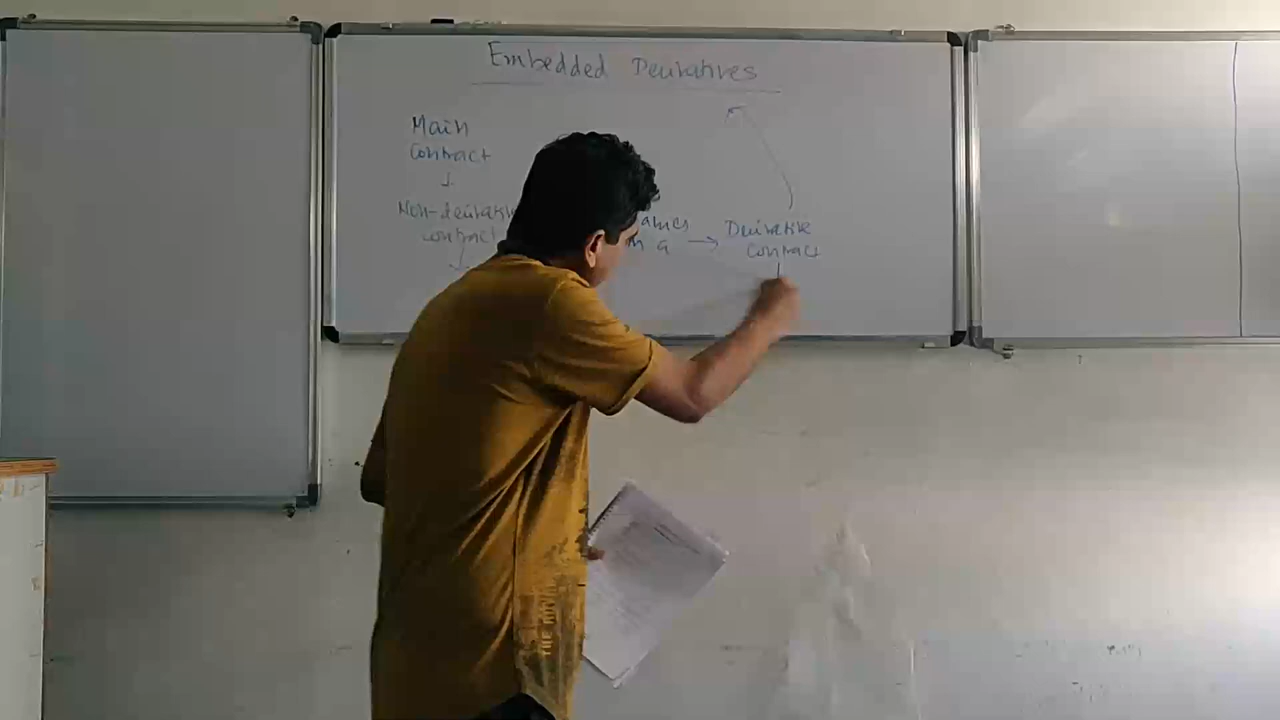 Embedded Derivatives
Main
Contract
Non-derivative
contract
a
Derivative
Contract